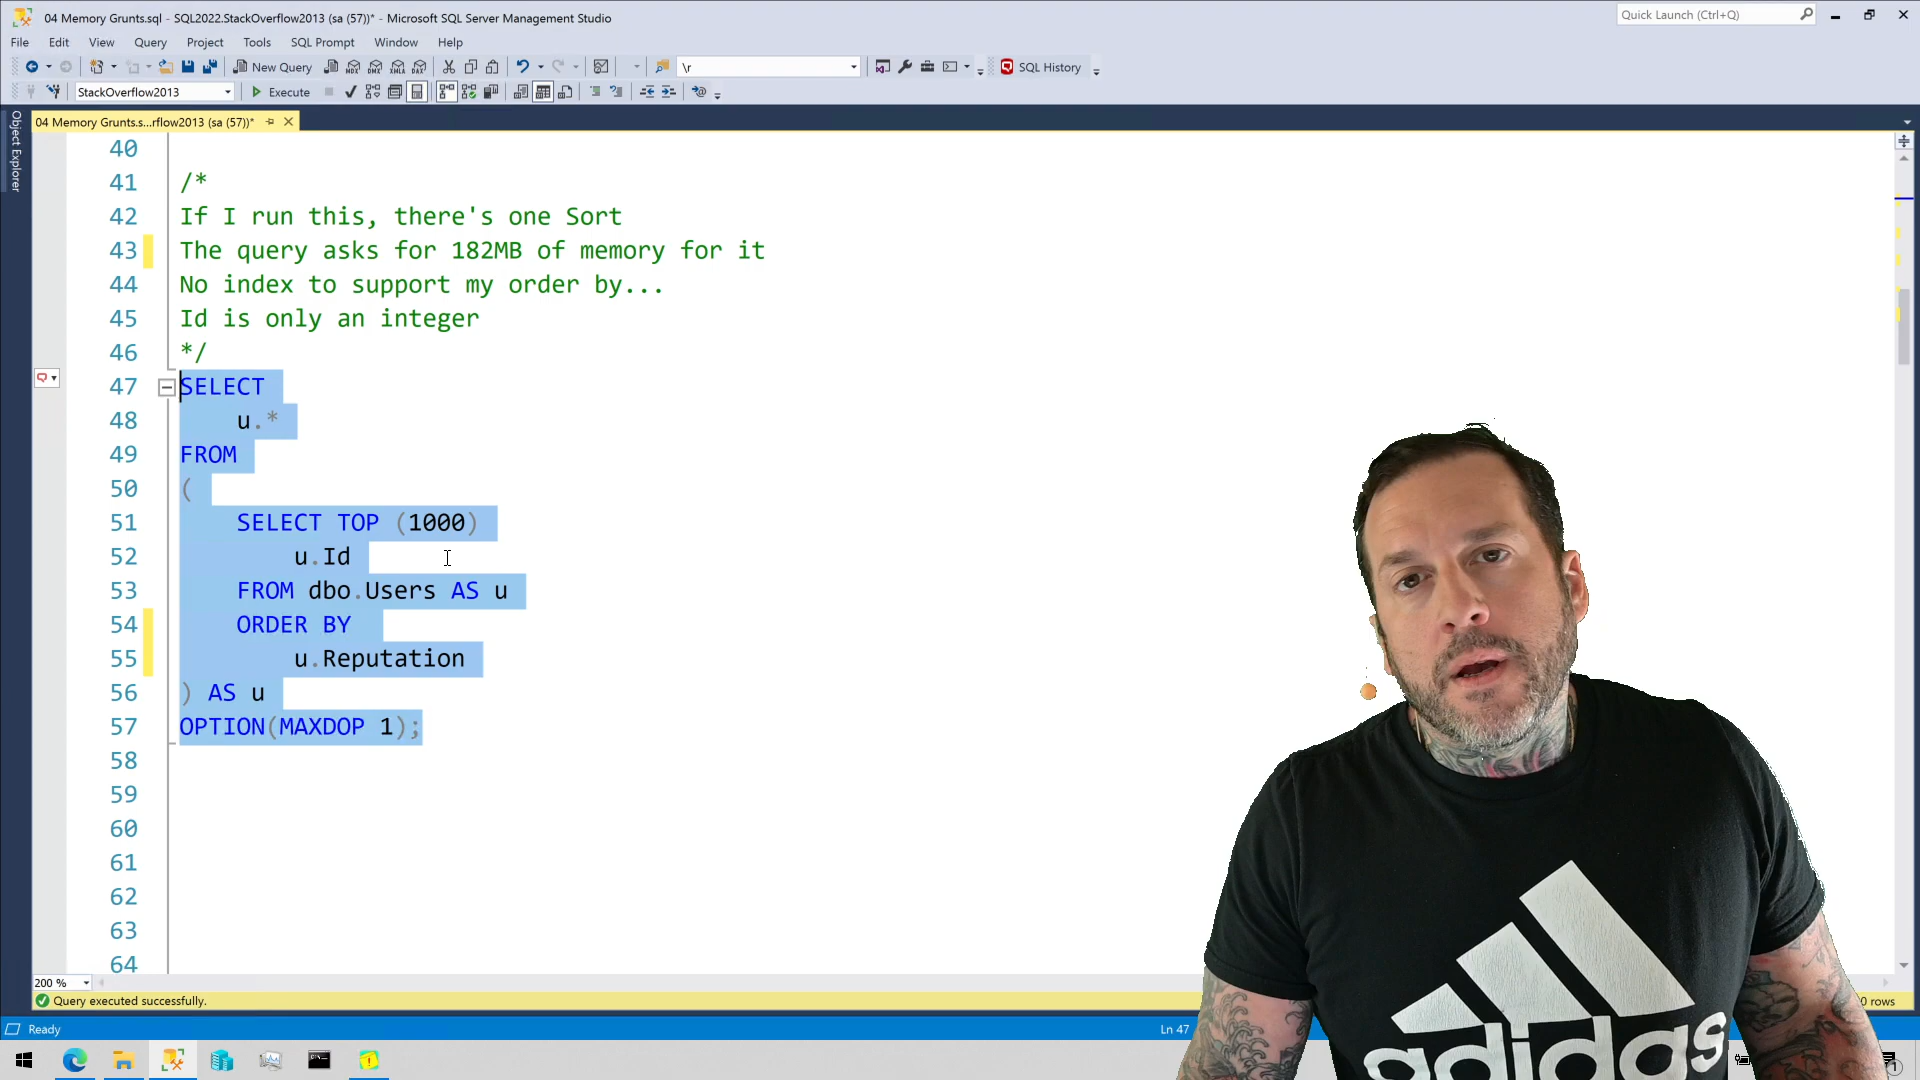 04 Memory Grunts.sql - SQL2022.StackOverflow2013 (sa (57))* - Microsoft SQL Server Management Studio
Quick Launch (Ctrl+Q)
File Edit View Query Project Tools SQL Prompt Window Help
New Query MDX DMX XMLA DAX \r SQL History
StackOverflow2013 Execute
04 Memory Grunts.s...rflow2013 (sa (57))*
Object Explorer
40
41 /*
42 If I run this, there's one Sort
43 The query asks for 182MB of memory for it
44 No index to support my order by...
45 Id is only an integer
46 */
47 SELECT
48 u.*
49 FROM
50 (
51 SELECT TOP (1000)
52 u.Id
53 FROM dbo.Users AS u
54 ORDER BY
55 u.Reputation
56 ) AS u
57 OPTION(MAXDOP 1);
58
59
60
61
62
63
64
200 %
Query executed successfully.
0 rows
Ready
Ln 47
adidas
1